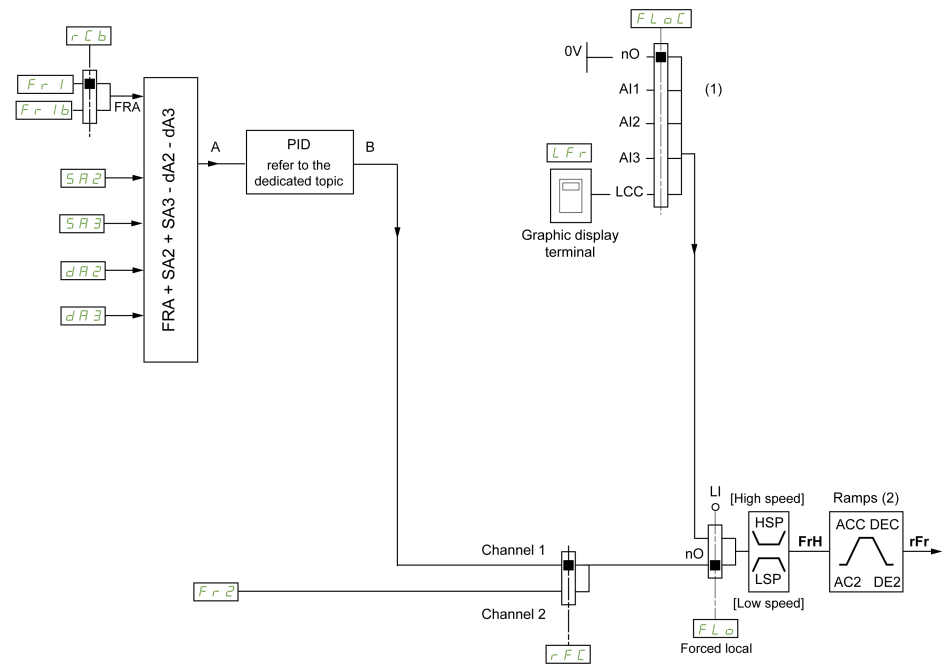 FLoC
rCb
0V
nO
Fr1
AI1
(1)
Fr1b
FRA
AI2
A
PID
B
LFr
AI3
refer to the
dedicated topic
SA2
LCC
FRA + SA2 + SA3 - dA2 - dA3
SA3
Graphic display
terminal
dA2
dA3
LI
[High speed]
Ramps (2)
HSP
ACC DEC
Channel 1
nO
FrH
rFr
LSP
AC2 DE2
Fr2
[Low speed]
Channel 2
FLo
Forced local
rFC